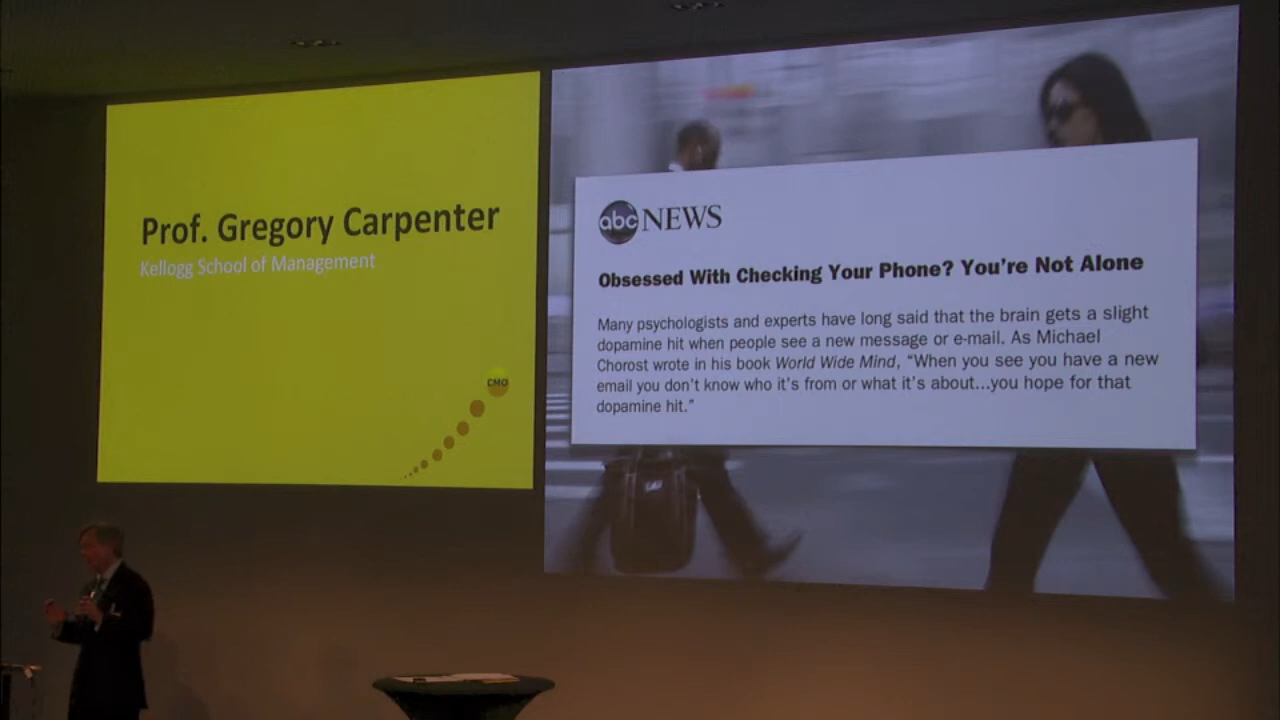 Prof. Gregory Carpenter
Kellogg School of Management
CMO
abc NEWS
Obsessed With Checking Your Phone? You're Not Alone
Many psychologists and experts have long said that the brain gets a slight
dopamine hit when people see a new message or e-mail. As Michael
Chorost wrote in his book World Wide Mind, “When you see you have a new
email you don't know who it's from or what it's about...you hope for that
dopamine hit.”